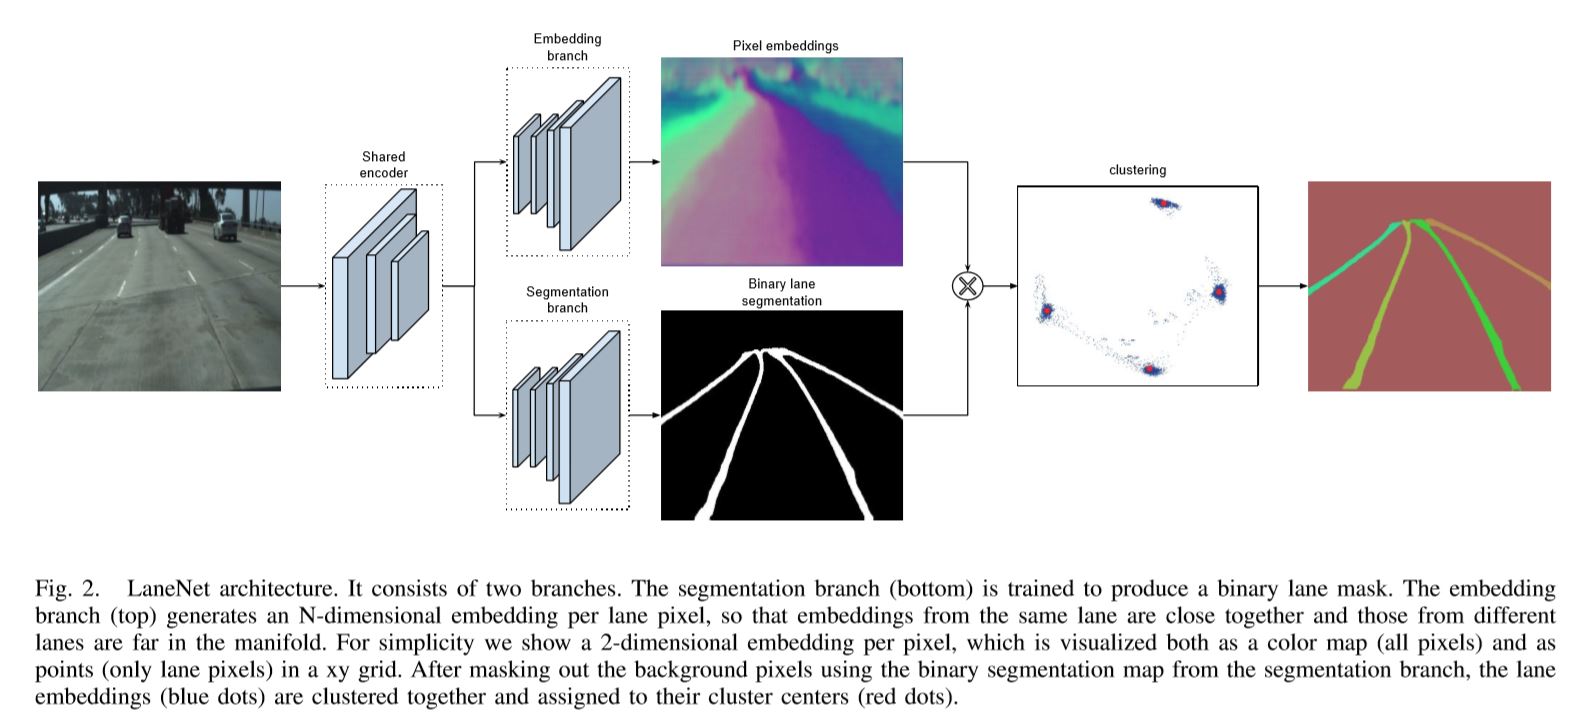 Embedding
branch
Pixel embeddings
Shared
encoder
clustering
Segmentation
branch
Binary lane
segmentation
Fig. 2. LaneNet architecture. It consists of two branches. The segmentation branch (bottom) is trained to produce a binary lane mask. The embedding
branch (top) generates an N-dimensional embedding per lane pixel, so that embeddings from the same lane are close together and those from different
lanes are far in the manifold. For simplicity we show a 2-dimensional embedding per pixel, which is visualized both as a color map (all pixels) and as
points (only lane pixels) in a xy grid. After masking out the background pixels using the binary segmentation map from the segmentation branch, the lane
embeddings (blue dots) are clustered together and assigned to their cluster centers (red dots).